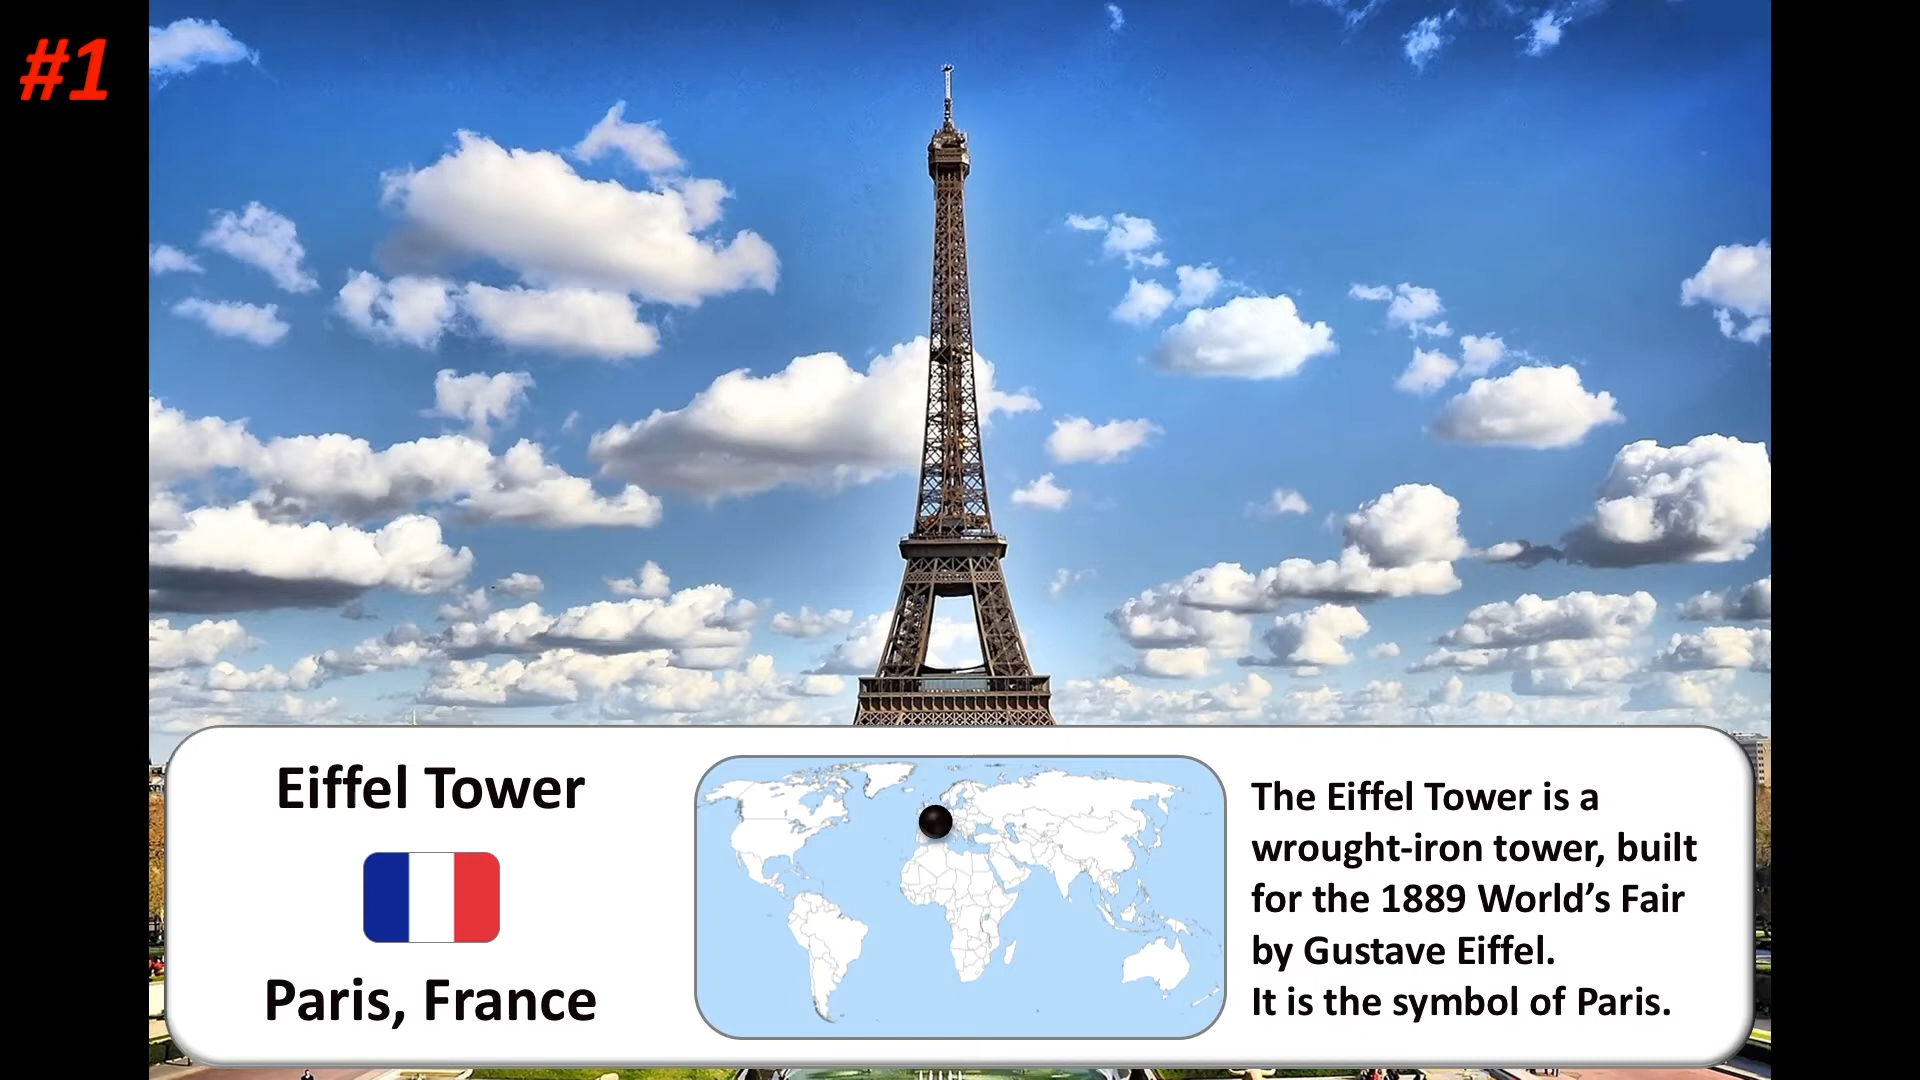 #1
Eiffel Tower
Paris, France
The Eiffel Tower is a
wrought-iron tower, built
for the 1889 World’s Fair
by Gustave Eiffel.
It is the symbol of Paris.